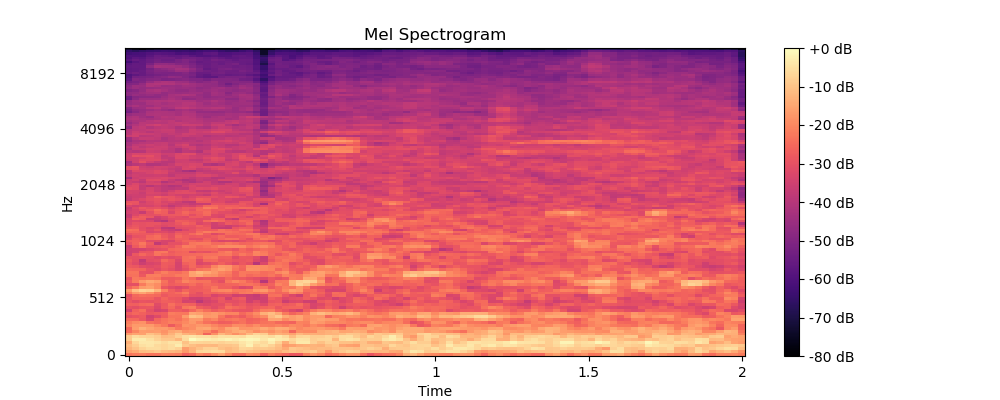 Mel Spectrogram
Hz
8192
4096
2048
1024
512
0
0 0.5 1 1.5 2
Time
+0 dB
-10 dB
-20 dB
-30 dB
-40 dB
-50 dB
-60 dB
-70 dB
-80 dB